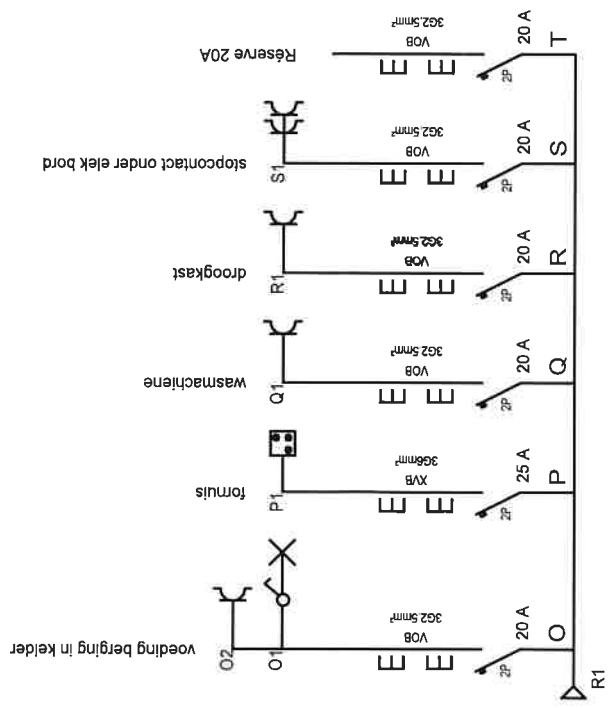 voeding berging in kelder
O2
O1
VOB
3G2.5mm²
2P
20 A
O
fornuis
P1
XVB
3G6mm²
2P
25 A
P
wasmachiene
Q1
VOB
3G2.5mm²
2P
20 A
Q
droogkast
R1
VOB
3G2.5mm²
2P
20 A
R
stopcontact onder elek bord
S1
VOB
3G2.5mm²
2P
20 A
S
Réserve 20A
VOB
3G2.5mm²
2P
20 A
T
R1